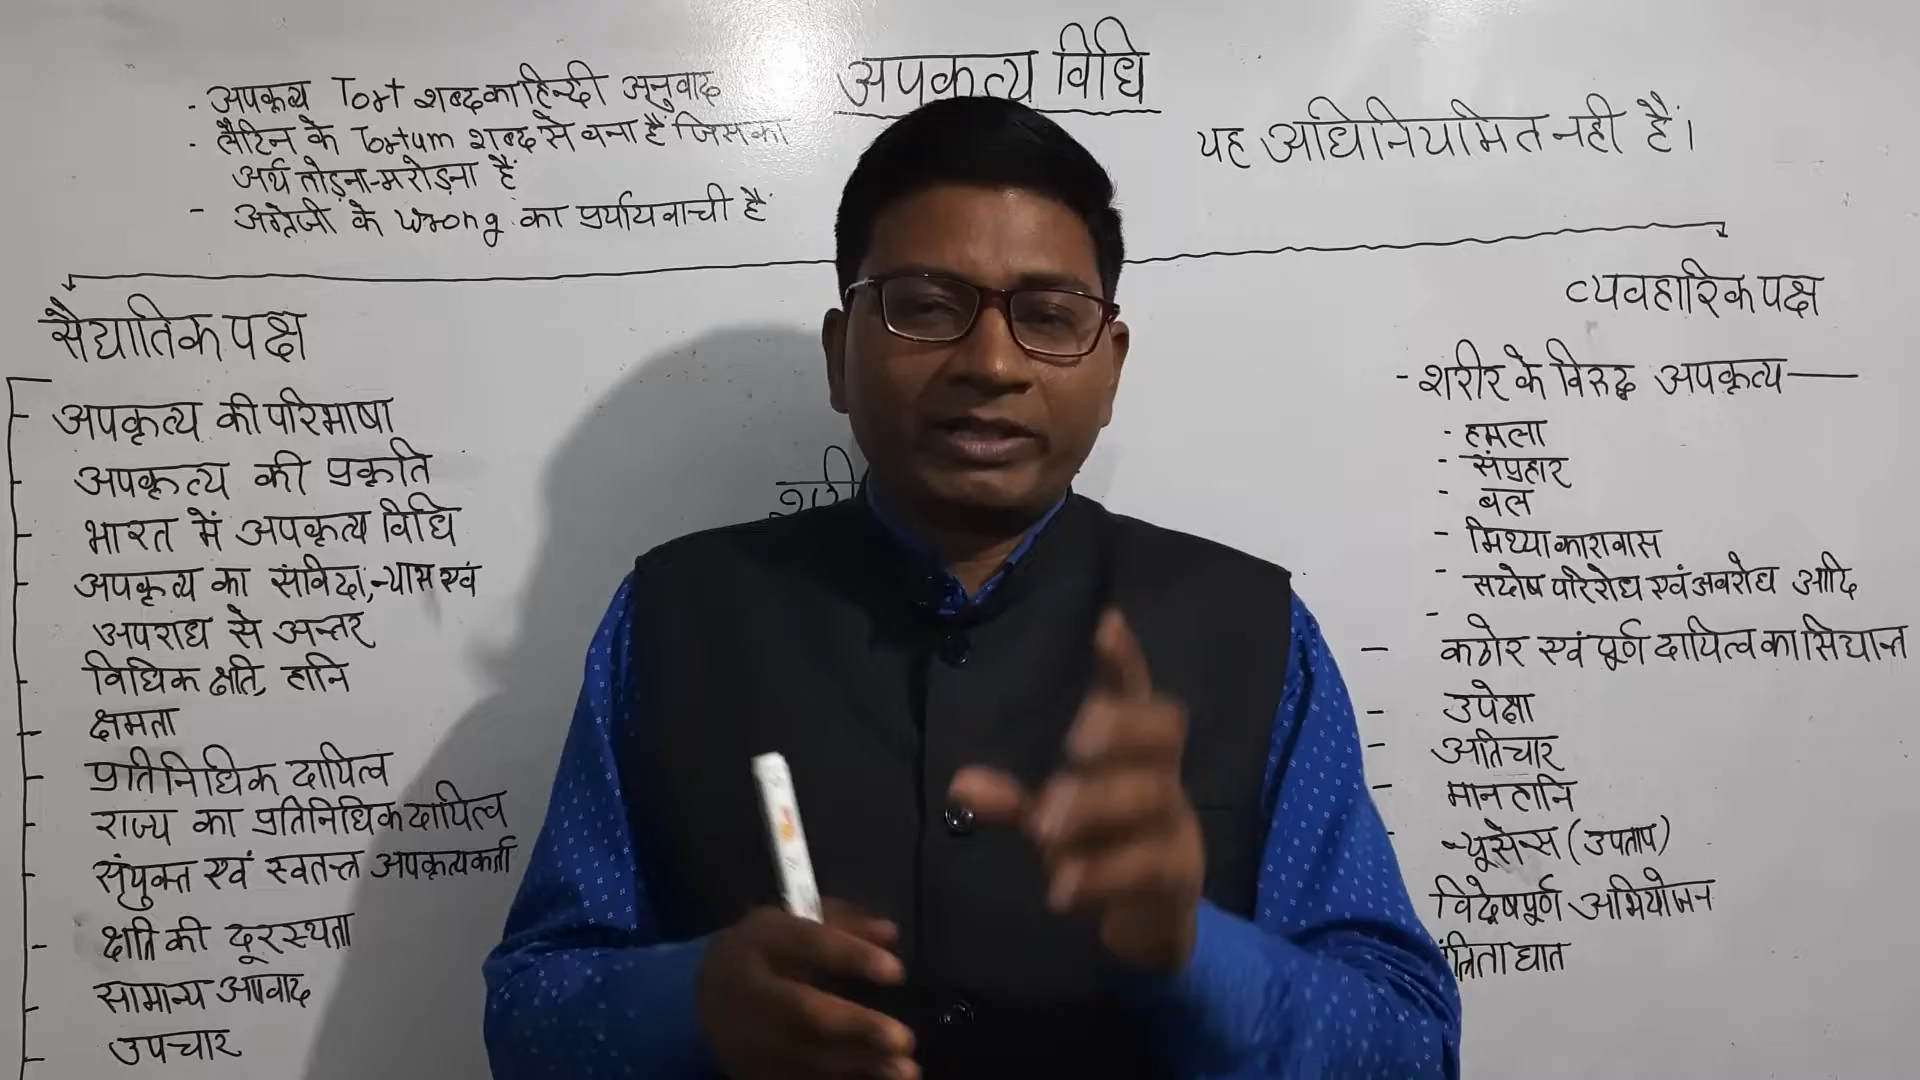 अपकृत्य विधि
- अपकृत्य Tort शब्द का हिन्दी अनुवाद
- लैटिन के Tortum शब्द से बना है जिसका
अर्थ तोड़ना-मरोड़ना है
- अंग्रेजी के wrong का पर्यायवाची है
यह अधिनियमित नही है।
सैद्यातिक पक्ष
अपकृत्य की परिभाषा
अपकृत्य की प्रकृति
भारत में अपकृत्य विधि
अपकृत्य का संविदा, न्यास एवं
अपराध से अन्तर
विधिक क्षति, हानि
क्षमता
प्रतिनिधिक दायित्व
राज्य का प्रतिनिधिक दायित्व
संयुक्त एवं स्वतन्त्र अपकृत्यकर्ता
क्षति की दूरस्थता
सामान्य अपवाद
उपचार
शरी
व्यवहारिक पक्ष
- शरीर के विरुद्ध अपकृत्य —
- हमला
- संप्रहार
- बल
- मिथ्या कारावास
- सदोष परिरोध एवं अवरोध आदि
- कठोर एवं पूर्ण दायित्व का सिद्यान्त
- उपेक्षा
- अतिचार
- मानहानि
- न्यूसेन्स (उपताप)
विद्वेषपूर्ण अभियोजन